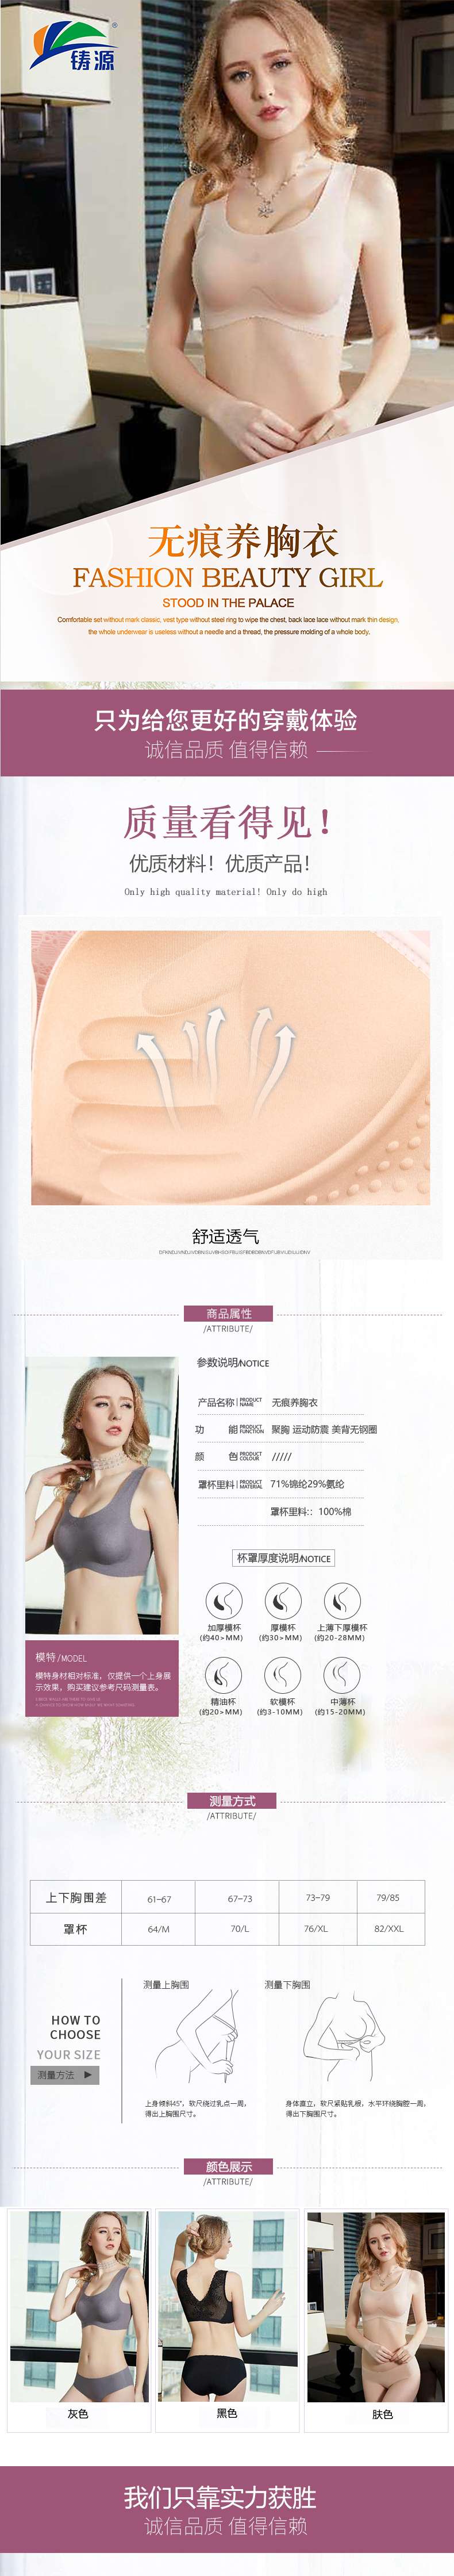 铸源
®
无痕养胸衣
FASHION BEAUTY GIRL
STOOD IN THE PALACE
Comfortable set without mark classic, vest type without steel ring to wipe the chest, back lace lace without mark thin design,
the whole underwear is useless without a needle and a thread, the pressure molding of a whole body.
只为给您更好的穿戴体验
诚信品质 值得信赖
质量看得见！
优质材料！优质产品！
Only high quality material! Only do high
舒适透气
商品属性
/ATTRIBUTE/
参数说明/NOTICE
产品名称 PRODUCT NAME 无痕养胸衣
功能 PRODUCT FUNCTION 聚胸 运动防震 美背无钢圈
颜色 PRODUCT COLOUR /////
罩杯里料 PRODUCT MATERIAL 71%锦纶29%氨纶
罩杯里料:: 100%棉
杯罩厚度说明/NOTICE
加厚模杯 厚模杯 上薄下厚模杯
(约40>MM) (约30>MM) (约20-28MM)
精油杯 软模杯 中薄杯
(约20>MM) (约3-10MM) (约15-20MM)
模特/MODEL
模特身材相对标准，仅提供一个上身展
示效果，购买建议参考尺码测量表。
测量方式
/ATTRIBUTE/
上下胸围差 61-67 67-73 73-79 79/85
罩杯 64/M 70/L 76/XL 82/XXL
HOW TO
CHOOSE
YOUR SIZE
测量方法 ▶
测量上胸围
上身倾斜45°，软尺绕过乳点一周，
得出上胸围尺寸。
测量下胸围
身体直立，软尺紧贴乳根，水平环绕胸腔一周，
得出下胸围尺寸。
颜色展示
/ATTRIBUTE/
灰色 黑色 肤色
我们只靠实力获胜
诚信品质 值得信赖